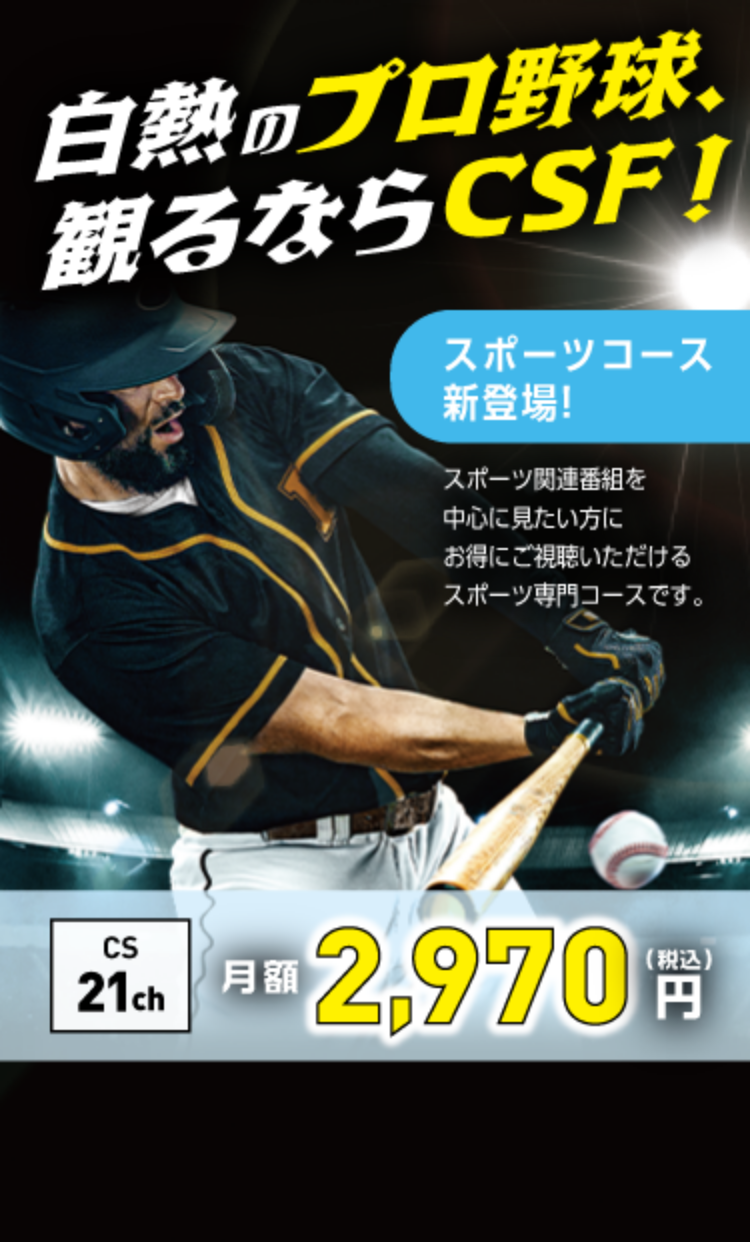 白熱のプロ野球、
観るならCSF!
スポーツコース
新登場!
スポーツ関連番組を
中心に見たい方に
お得にご視聴いただける
スポーツ専門コースです。
CS
21ch
月額 2,970円(税込)